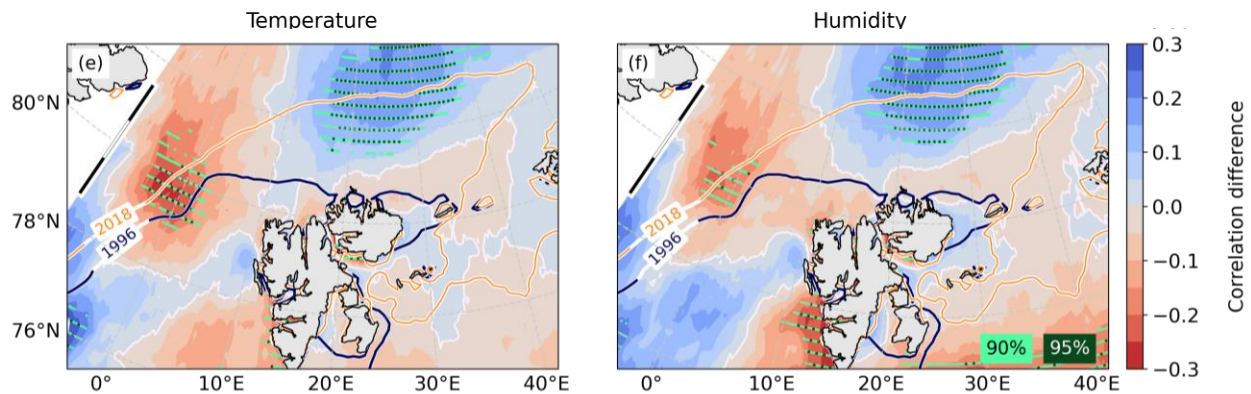 Temperature
Humidity
(e)
(f)
80°N
78°N
76°N
2018
1996
2018
1996
0°
10°E
20°E
30°E
40°E
0°
10°E
20°E
30°E
40°E
90%
95%
0.3
0.2
0.1
0.0
−0.1
−0.2
−0.3
Correlation difference